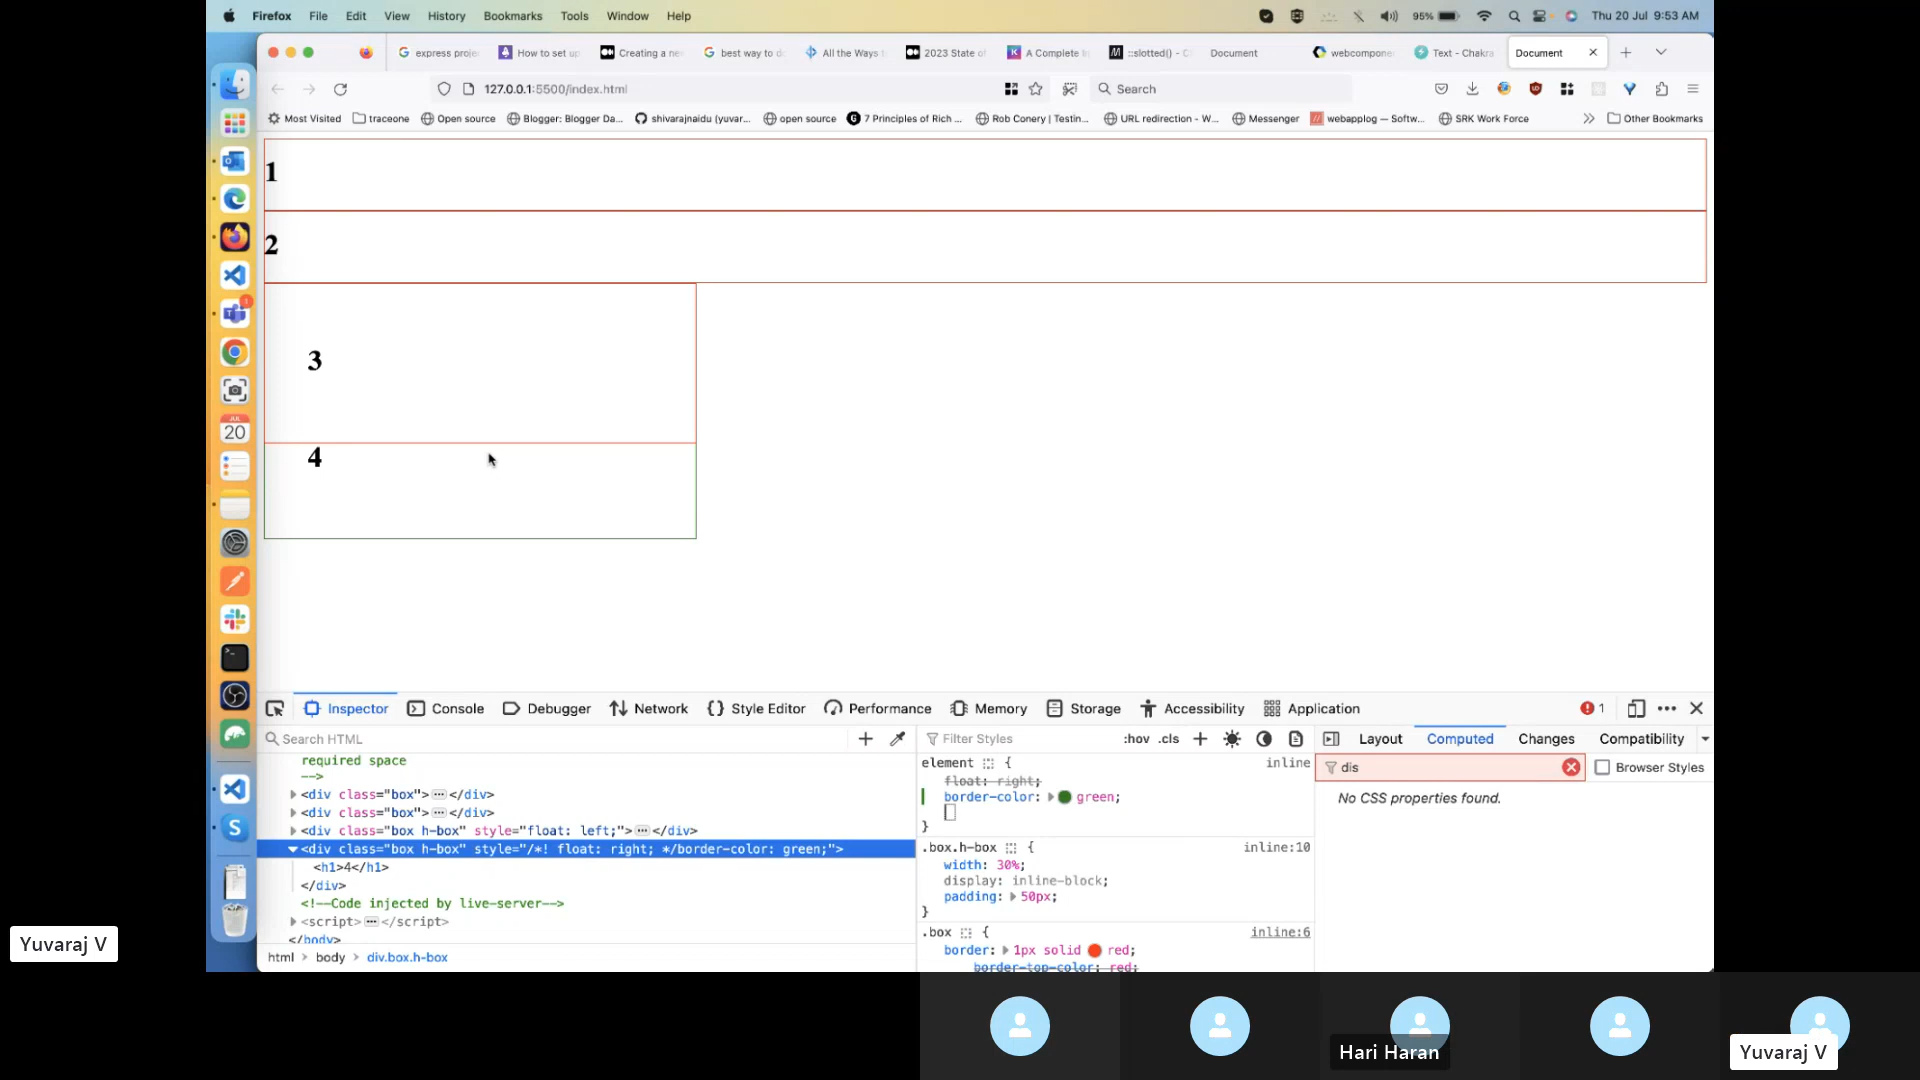 Firefox File Edit View History Bookmarks Tools Window Help 95% Thu 20 Jul 9:53 AM
express proje How to set up Creating a ne best way to d All the Ways 2023 State of A Complete ::slotted() - C Document webcompone Text - Chakra Document
127.0.0.1:5500/index.html Search
Most Visited traceone Open source Blogger: Blogger Da... shivarajnaidu (yuvar... open source 7 Principles of Rich ... Rob Conery | Testin... URL redirection - W... Messenger webapplog — Softw... SRK Work Force Other Bookmarks
1
2
3
4
JUL
20
1
Inspector Console Debugger Network Style Editor Performance Memory Storage Accessibility Application 1
Search HTML
required space
-->
<div class="box"></div>
<div class="box"></div>
<div class="box h-box" style="float: left;"></div>
<div class="box h-box" style="/*! float: right; */border-color: green;">
<h1>4</h1>
</div>
<!--Code injected by live-server-->
<script></script>
</body>
html > body > div.box.h-box
Filter Styles :hov .cls
element { inline
float: right;
border-color: green;
}
.box.h-box { inline:10
width: 30%;
display: inline-block;
padding: 50px;
}
.box { inline:6
border: 1px solid red;
border-top-color: red;
Layout Computed Changes Compatibility
dis Browser Styles
No CSS properties found.
Yuvaraj V
Hari Haran
Yuvaraj V